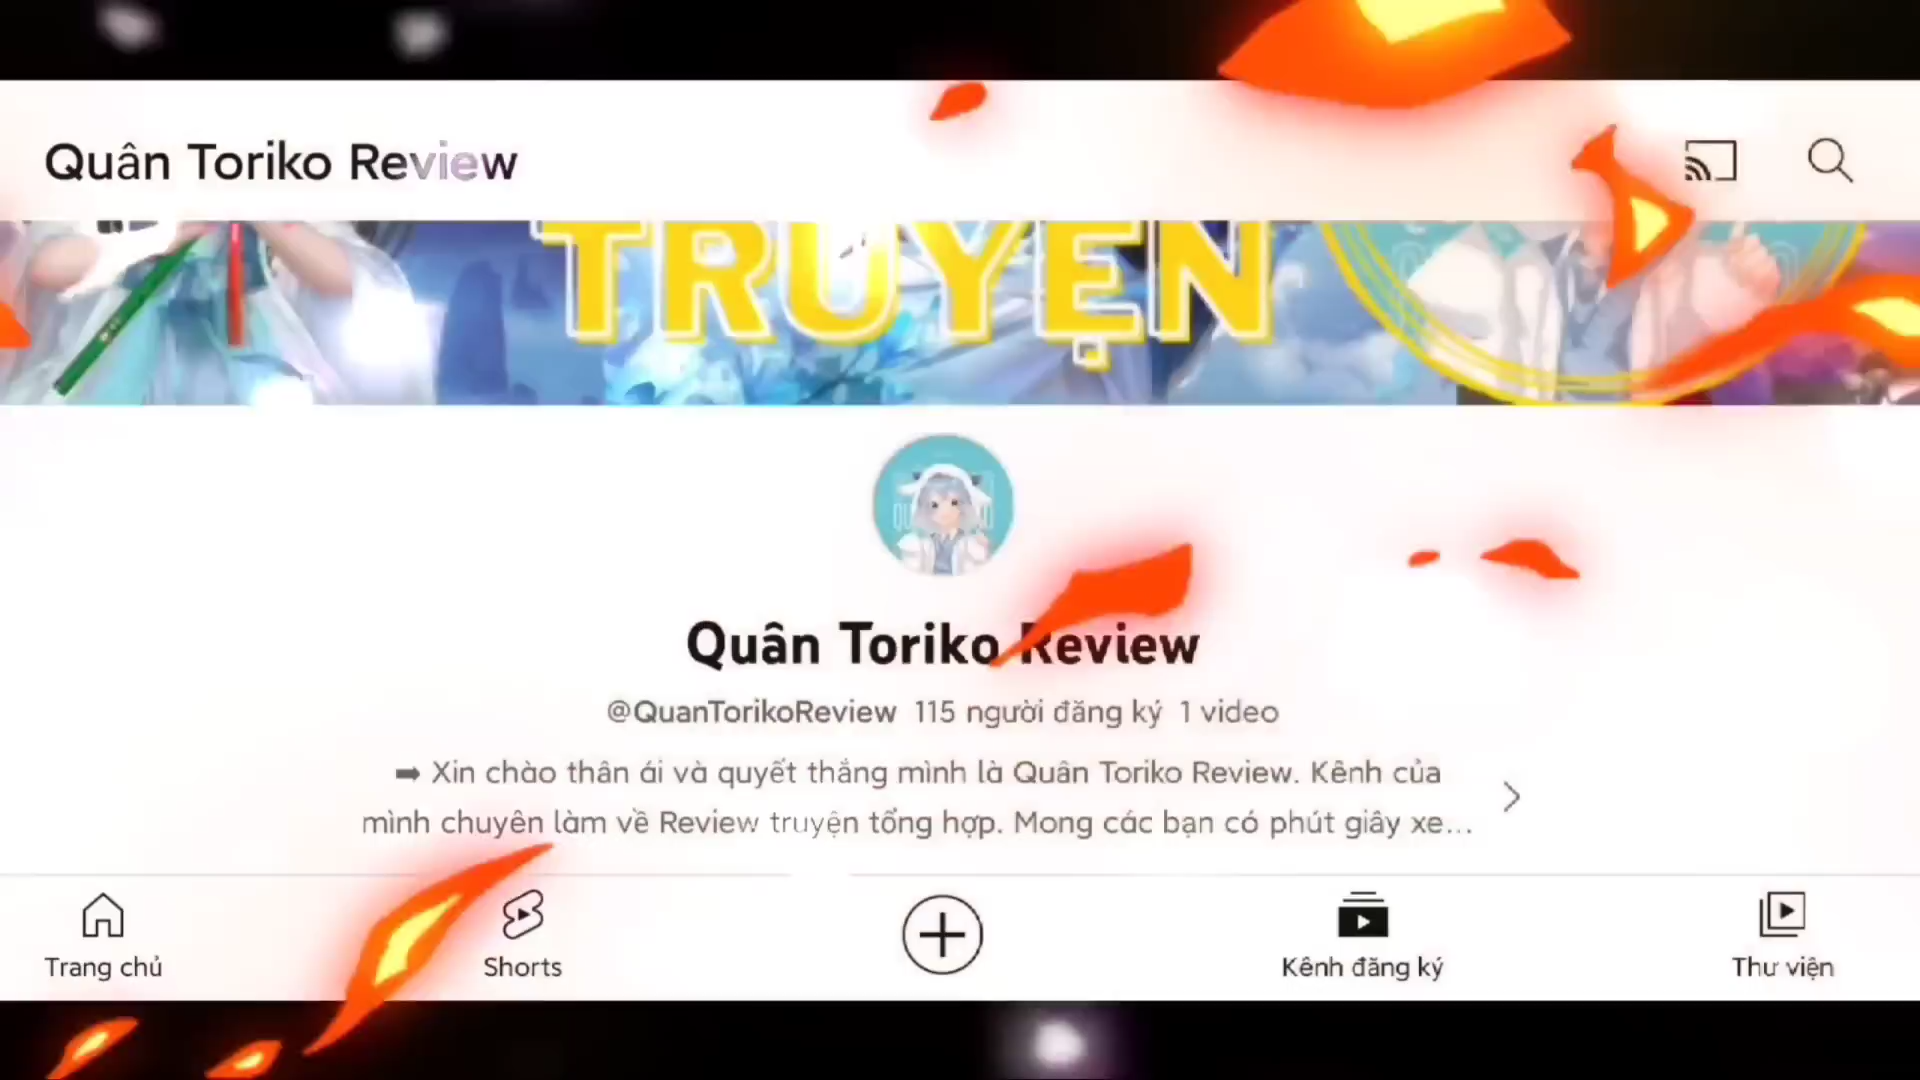 Quân Toriko Review
TRUYỆN
Quân Toriko Review
@QuanTorikoReview 115 người đăng ký 1 video
➡ Xin chào thân ái và quyết thắng mình là Quân Toriko Review. Kênh của
mình chuyên làm về Review truyện tổng hợp. Mong các bạn có phút giây xe...
Trang chủ
Shorts
Kênh đăng ký
Thư viện